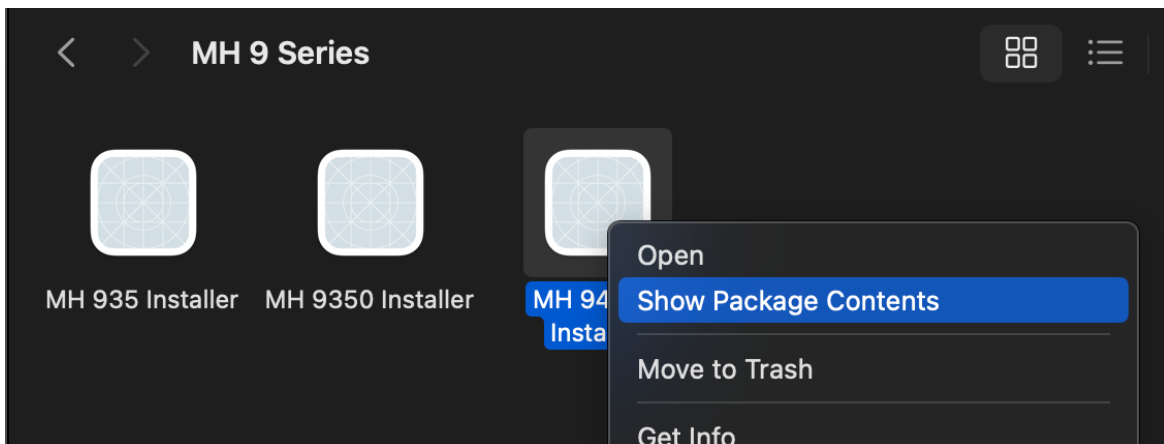 MH 9 Series
MH 935 Installer
MH 9350 Installer
MH 94
Insta
Open
Show Package Contents
Move to Trash
Get Info